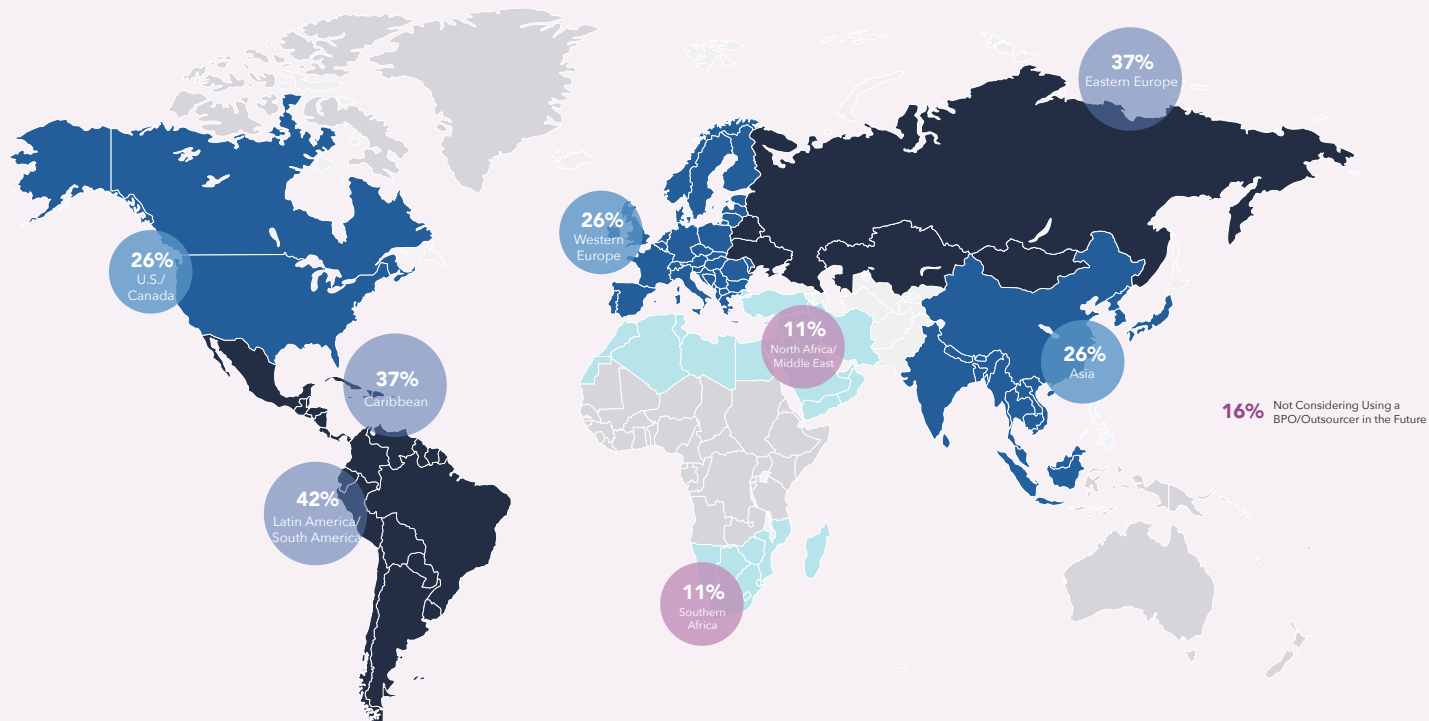 37%
Eastern Europe
26%
Western
Europe
26%
U.S./
Canada
11%
North Africa/
Middle East
26%
Asia
37%
Caribbean
16%
Not Considering Using a
BPO/Outsourcer in the Future
42%
Latin America/
South America
11%
Southern
Africa